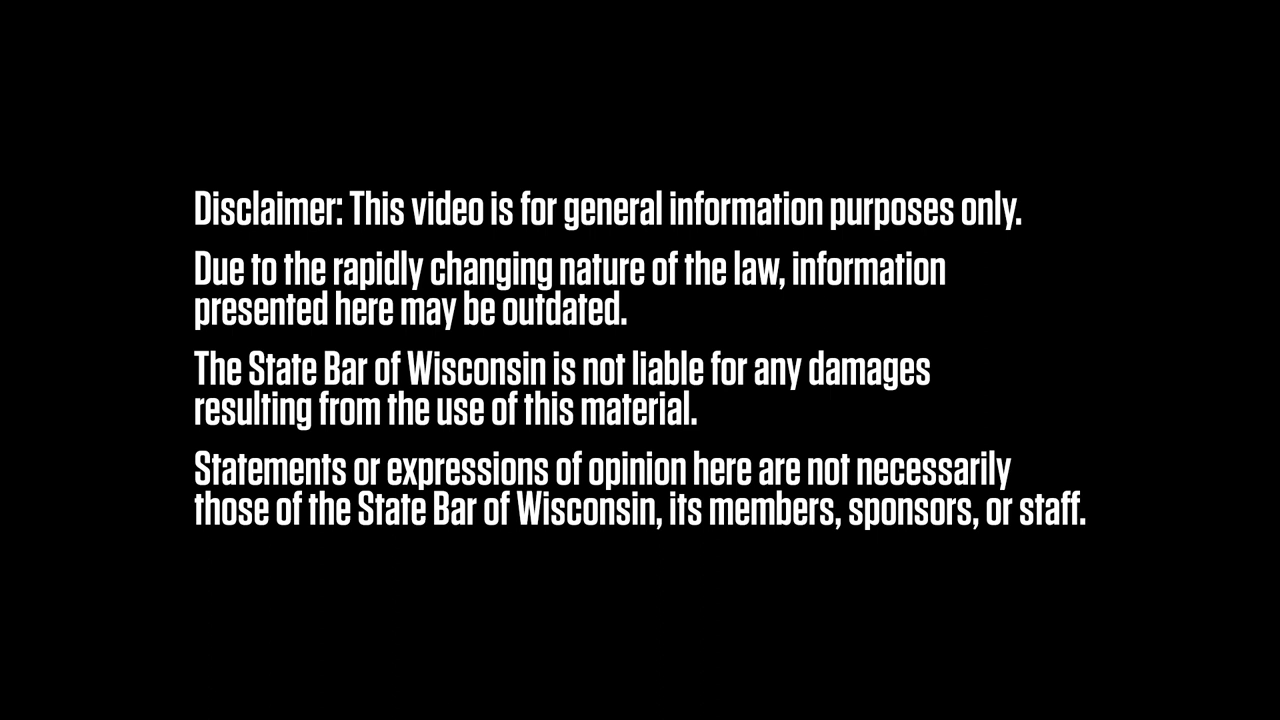 Disclaimer: This video is for general information purposes only.
Due to the rapidly changing nature of the law, information
presented here may be outdated.
The State Bar of Wisconsin is not liable for any damages
resulting from the use of this material.
Statements or expressions of opinion here are not necessarily
those of the State Bar of Wisconsin, its members, sponsors, or staff.